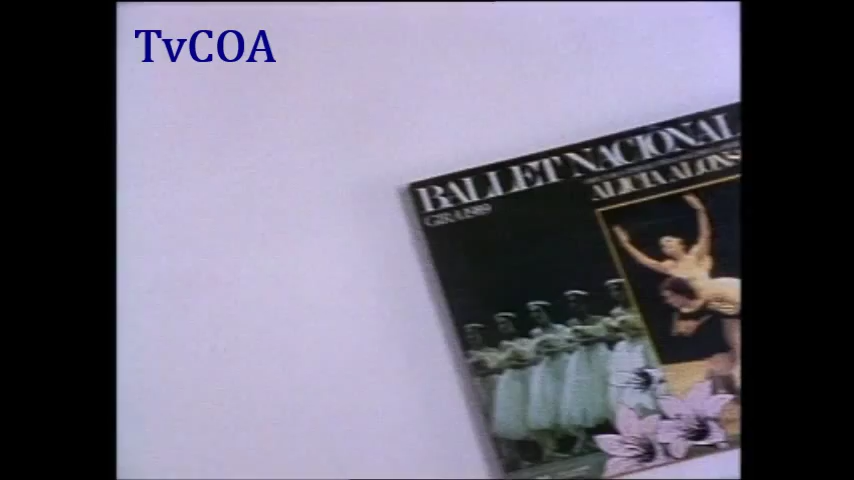 TvCOA
BALLET NACIONAL
GIRA 1989
ALICIA ALONS